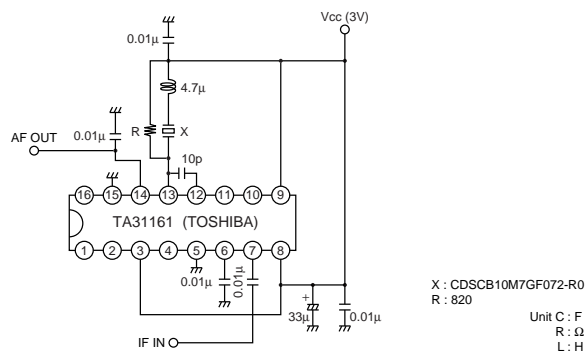 Vcc (3V)
0.01μ
4.7μ
0.01μ
R
X
AF OUT
10p
16 15 14 13 12 11 10 9
TA31161 (TOSHIBA)
1 2 3 4 5 6 7 8
0.01μ
0.01μ
+
33μ
0.01μ
IF IN
X : CDSCB10M7GF072-R0
R : 820
Unit C : F
R : Ω
L : H